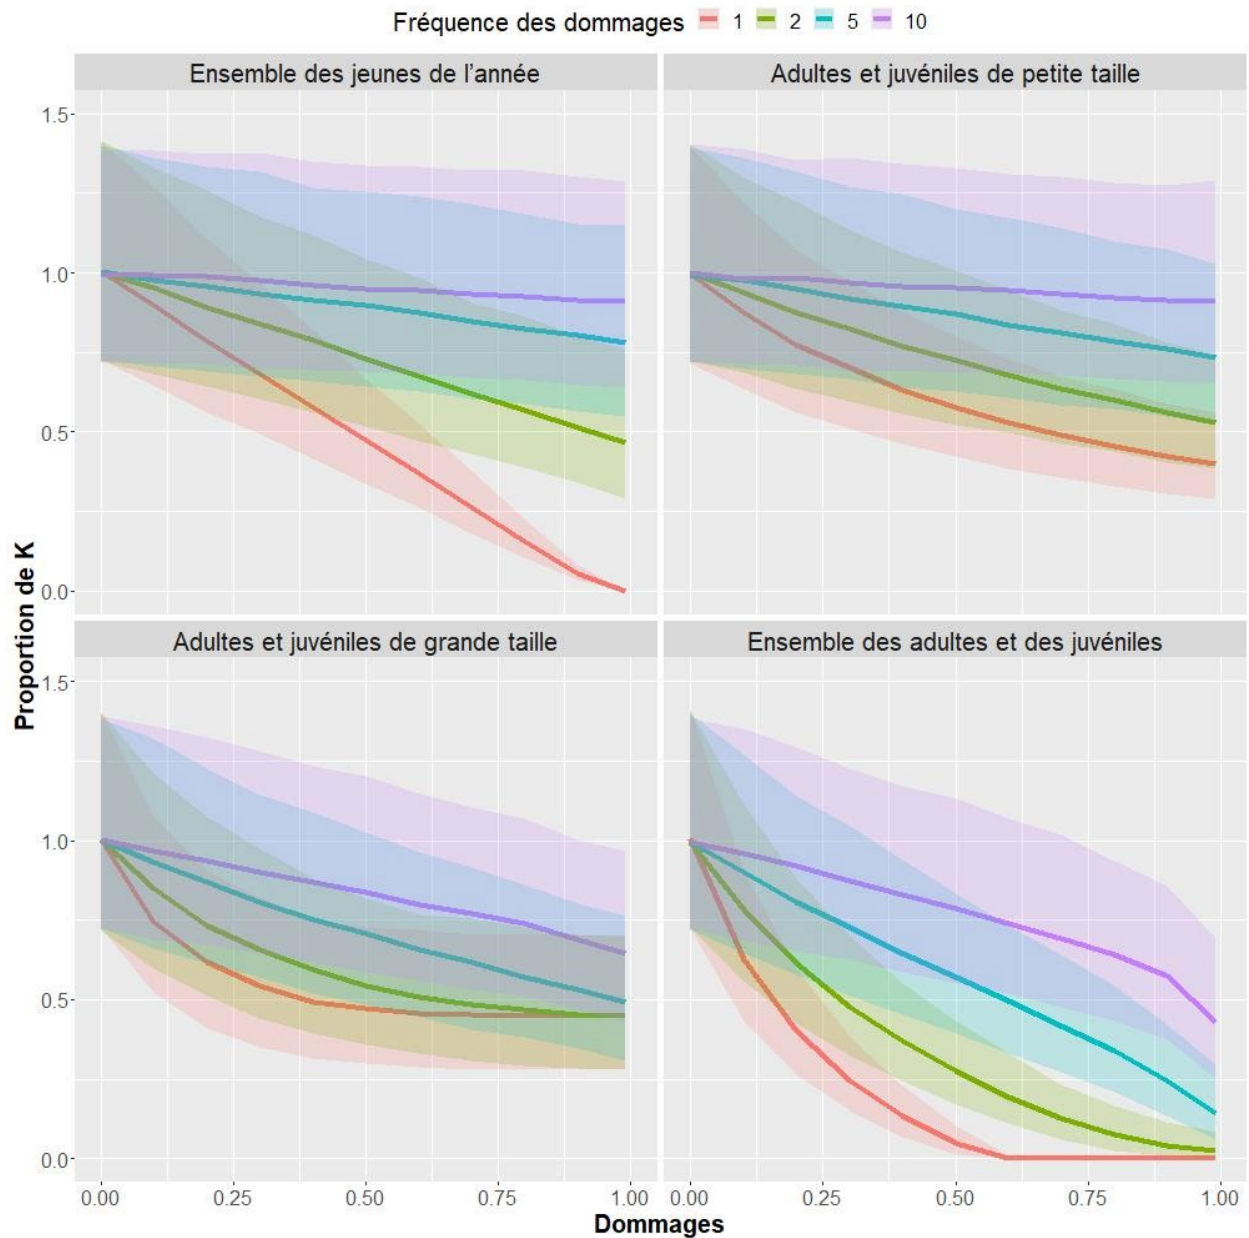 Fréquence des dommages 1 2 5 10
Ensemble des jeunes de l’année Adultes et juvéniles de petite taille
1.5
1.0
0.5
0.0
Adultes et juvéniles de grande taille Ensemble des adultes et des juvéniles
Proportion de K
1.5
1.0
0.5
0.0
0.00 0.25 0.50 0.75 1.00 0.00 0.25 0.50 0.75 1.00
Dommages